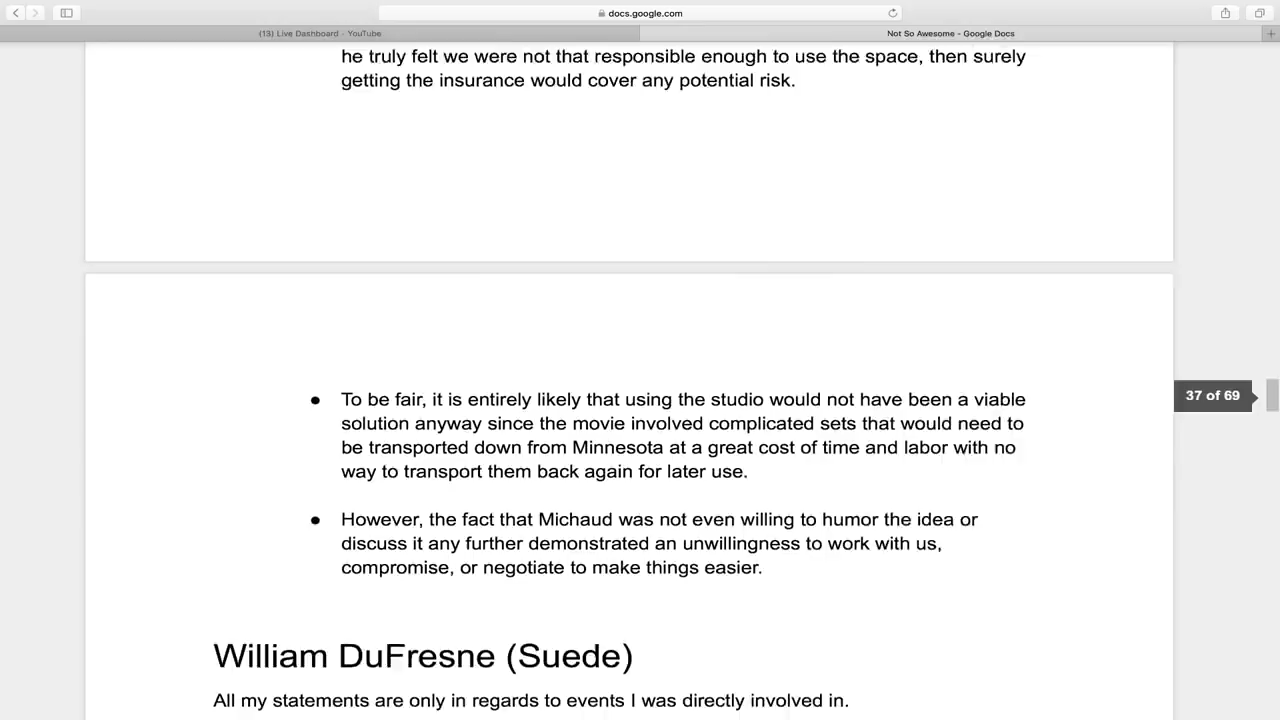 docs.google.com
(13) Live Dashboard - YouTube
Not So Awesome - Google Docs
he truly felt we were not that responsible enough to use the space, then surely
getting the insurance would cover any potential risk.
37 of 69
● To be fair, it is entirely likely that using the studio would not have been a viable
solution anyway since the movie involved complicated sets that would need to
be transported down from Minnesota at a great cost of time and labor with no
way to transport them back again for later use.
● However, the fact that Michaud was not even willing to humor the idea or
discuss it any further demonstrated an unwillingness to work with us,
compromise, or negotiate to make things easier.
William DuFresne (Suede)
All my statements are only in regards to events I was directly involved in.